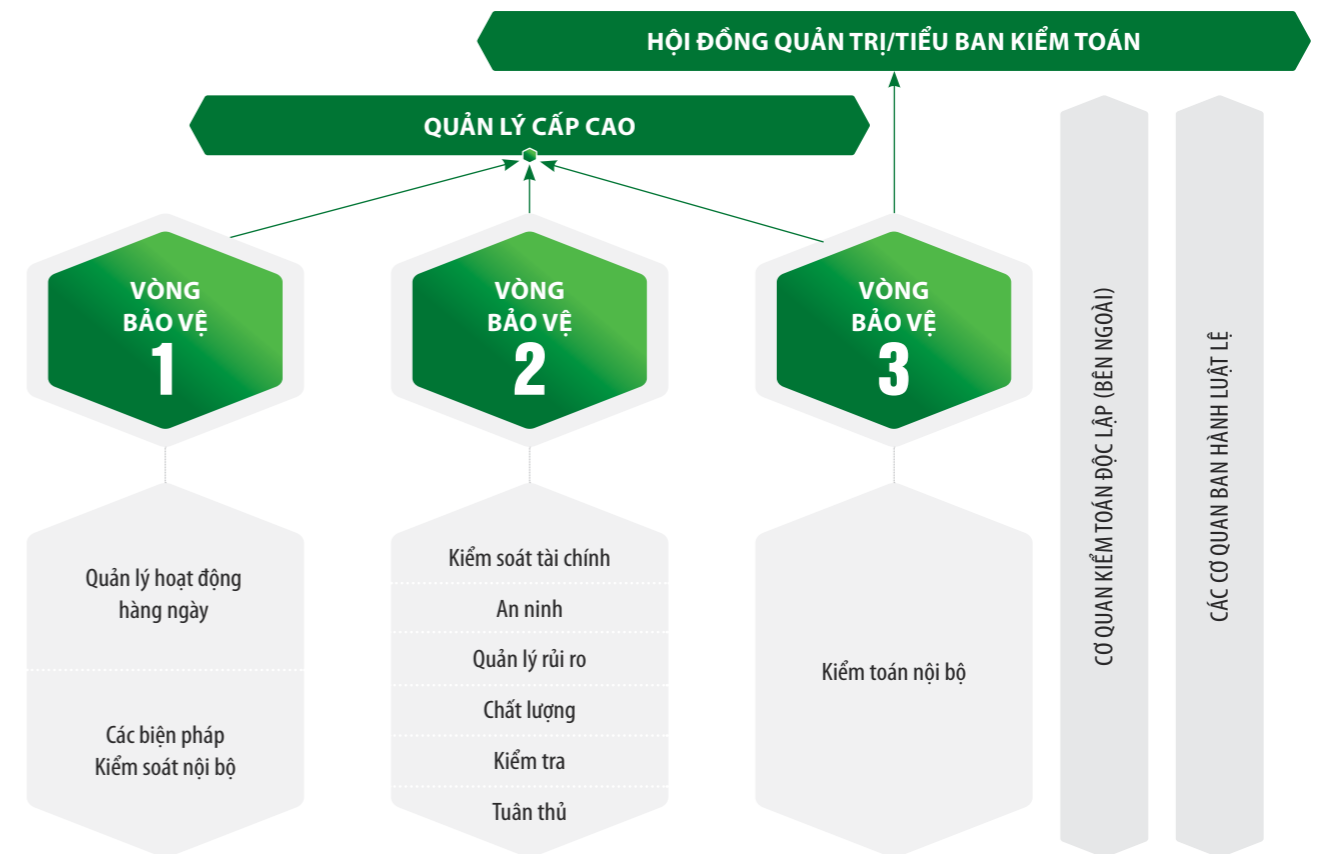 HỘI ĐỒNG QUẢN TRỊ/TIỂU BAN KIỂM TOÁN
QUẢN LÝ CẤP CAO
VÒNG
BẢO VỆ
1
Quản lý hoạt động
hàng ngày
Các biện pháp
Kiểm soát nội bộ
VÒNG
BẢO VỆ
2
Kiểm soát tài chính
An ninh
Quản lý rủi ro
Chất lượng
Kiểm tra
Tuân thủ
VÒNG
BẢO VỆ
3
Kiểm toán nội bộ
CƠ QUAN KIỂM TOÁN ĐỘC LẬP (BÊN NGOÀI)
CÁC CƠ QUAN BAN HÀNH LUẬT LỆ